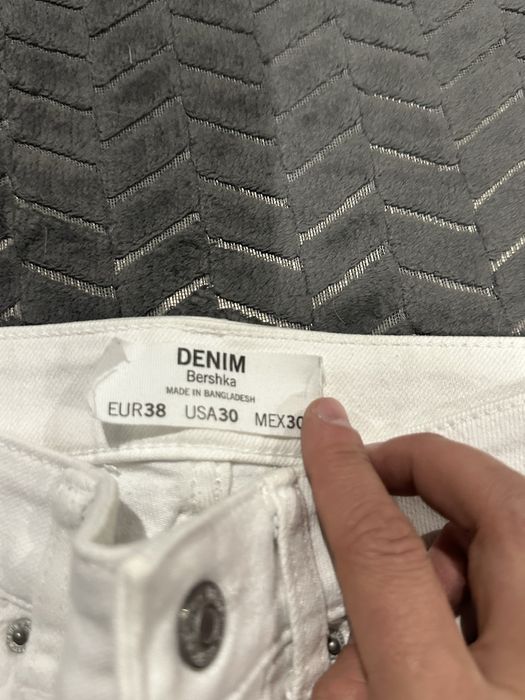 DENIM
Bershka
MADE IN BANGLADESH
EUR38 USA30 MEX30